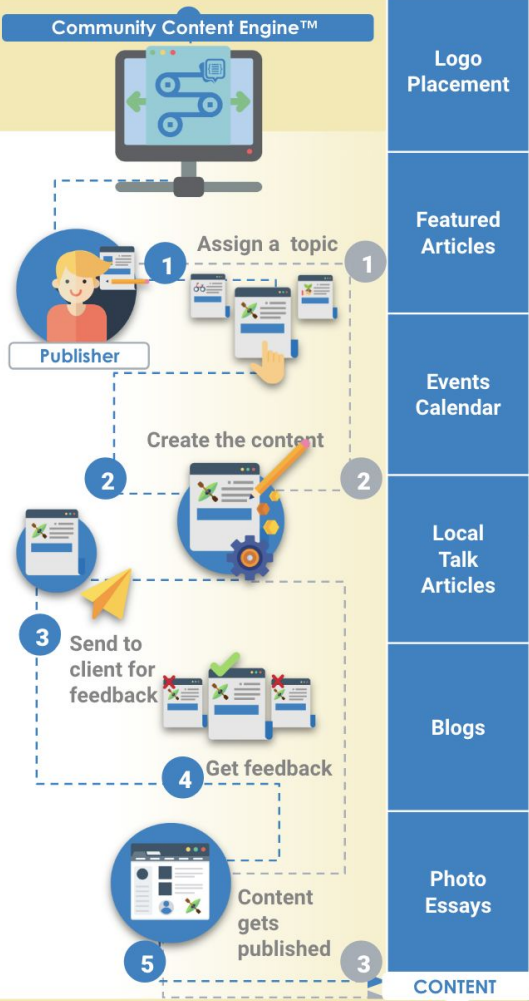 Community Content Engine™
Logo
Placement
Featured
Articles
1
Assign a topic
1
Publisher
Events
Calendar
Create the content
2
2
Local
Talk
Articles
3
Send to
client for
feedback
Blogs
4
Get feedback
Photo
Essays
Content
gets
published
5
3
CONTENT